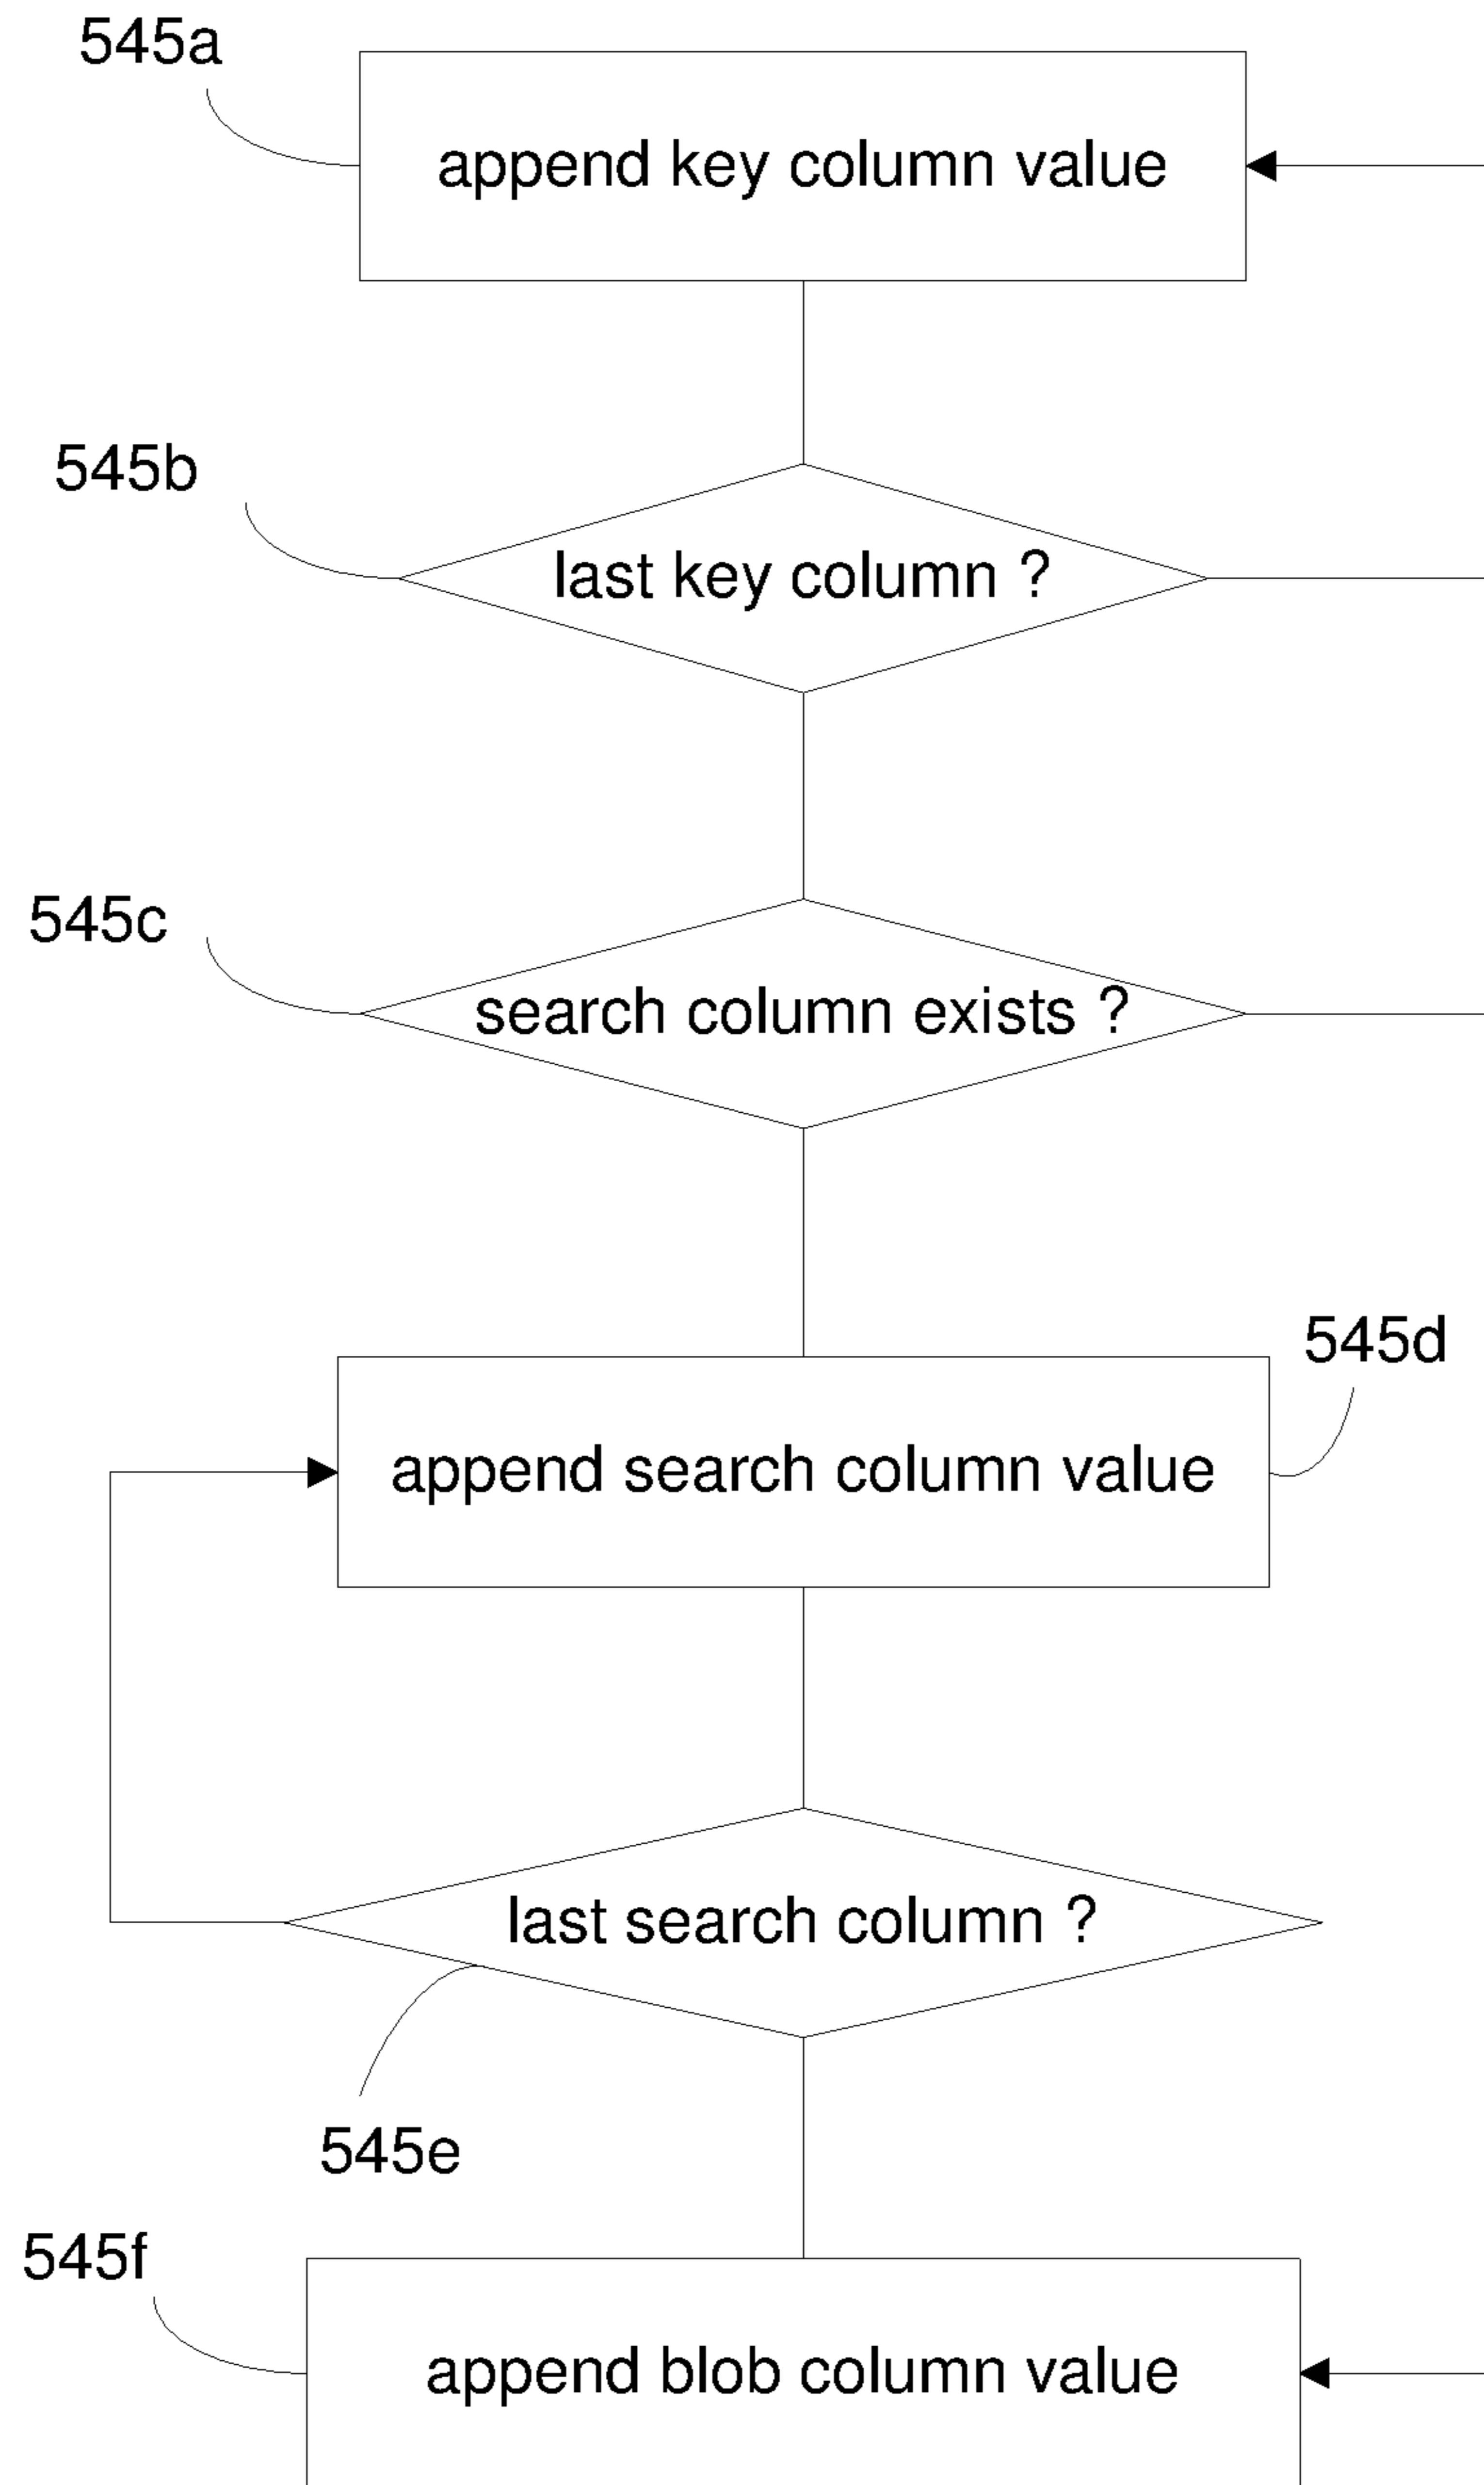 545a
append key column value
545b
last key column ?
545c
search column exists ?
545d
append search column value
last search column ?
545e
545f
append blob column value